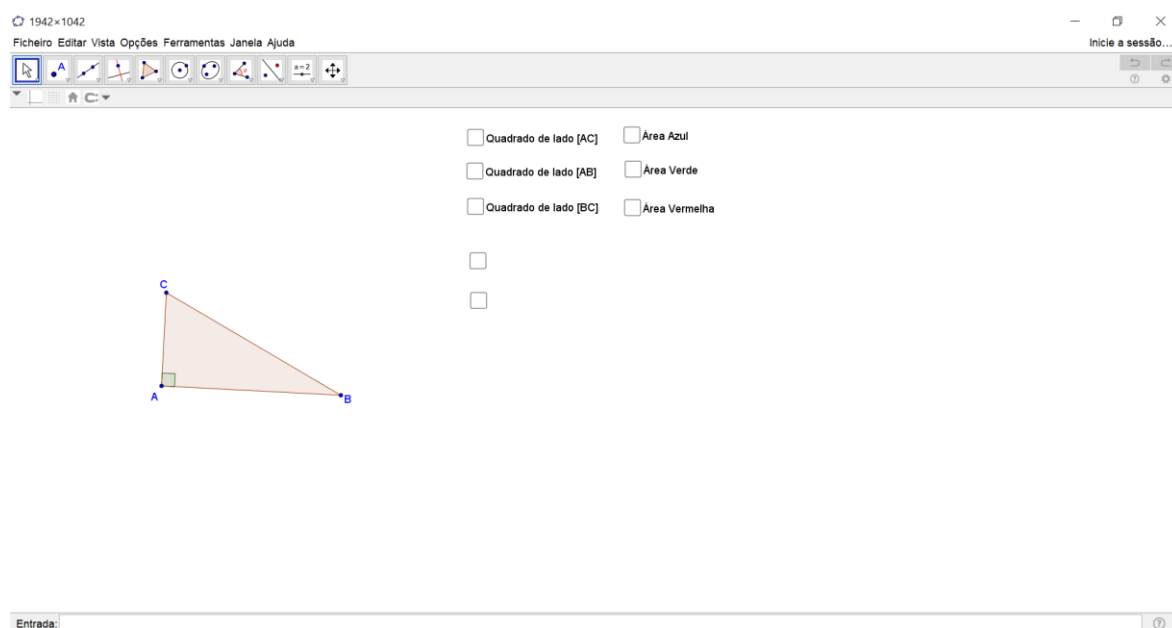 1942×1042
Ficheiro Editar Vista Opções Ferramentas Janela Ajuda
Inicie a sessão...
A
a=2
Quadrado de lado [AC]
Área Azul
Quadrado de lado [AB]
Área Verde
Quadrado de lado [BC]
Área Vermelha
C
A
B
Entrada: